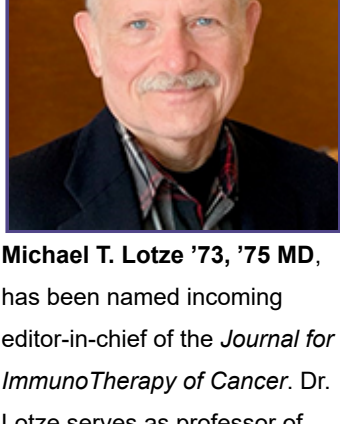 Michael T. Lotze ’73, ’75 MD,
has been named incoming
editor-in-chief of the Journal for
ImmunoTherapy of Cancer. Dr.
Lotze serves as professor of